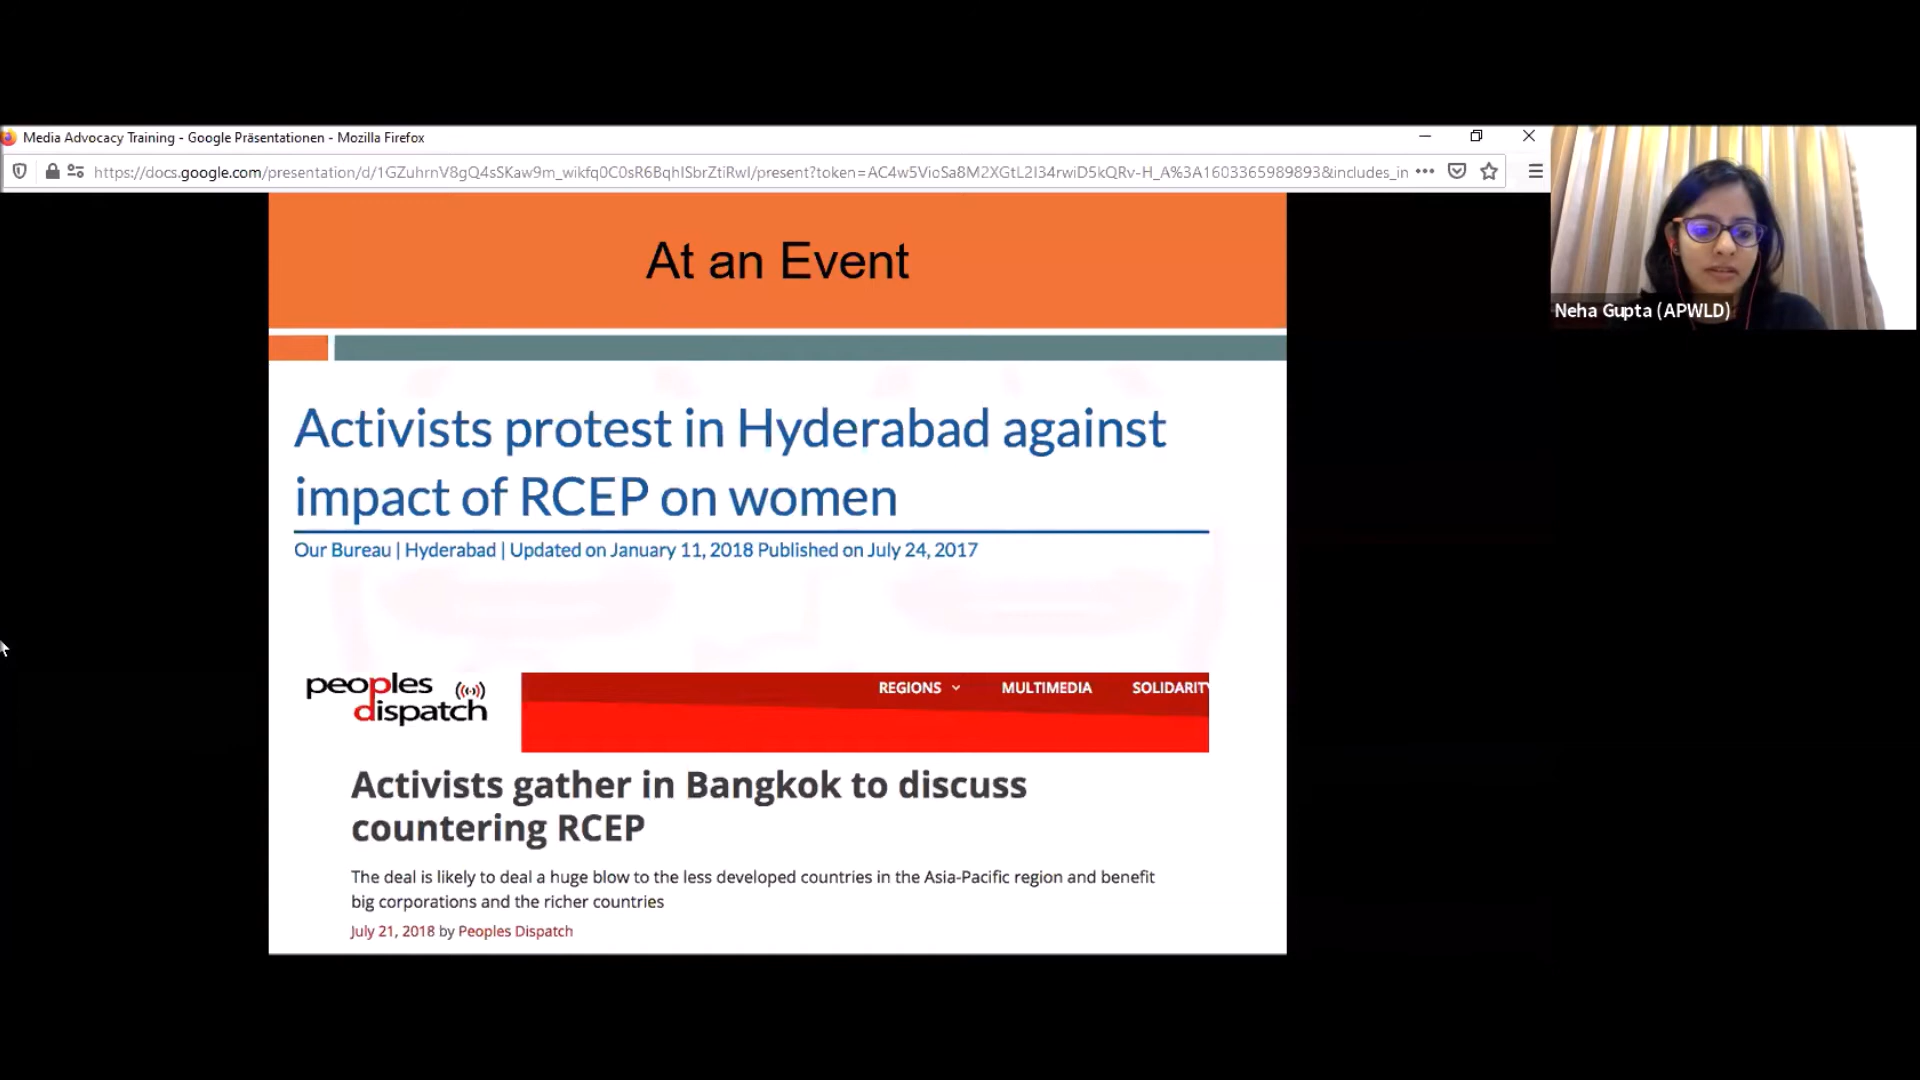 Media Advocacy Training - Google Präsentationen - Mozilla Firefox
https://docs.google.com/presentation/d/1GZuhrnV8gQ4sSKaw9m_wikfq0C0sR6BqhISbrZtiRwI/present?token=AC4w5VioSa8M2XGtL2I34rwiD5kQRv-H_A%3A1603365989893&includes_in
Neha Gupta (APWLD)
At an Event
Activists protest in Hyderabad against
impact of RCEP on women
Our Bureau | Hyderabad | Updated on January 11, 2018 Published on July 24, 2017
peoples
dispatch
REGIONS MULTIMEDIA SOLIDARITY
Activists gather in Bangkok to discuss
countering RCEP
The deal is likely to deal a huge blow to the less developed countries in the Asia-Pacific region and benefit
big corporations and the richer countries
July 21, 2018 by Peoples Dispatch